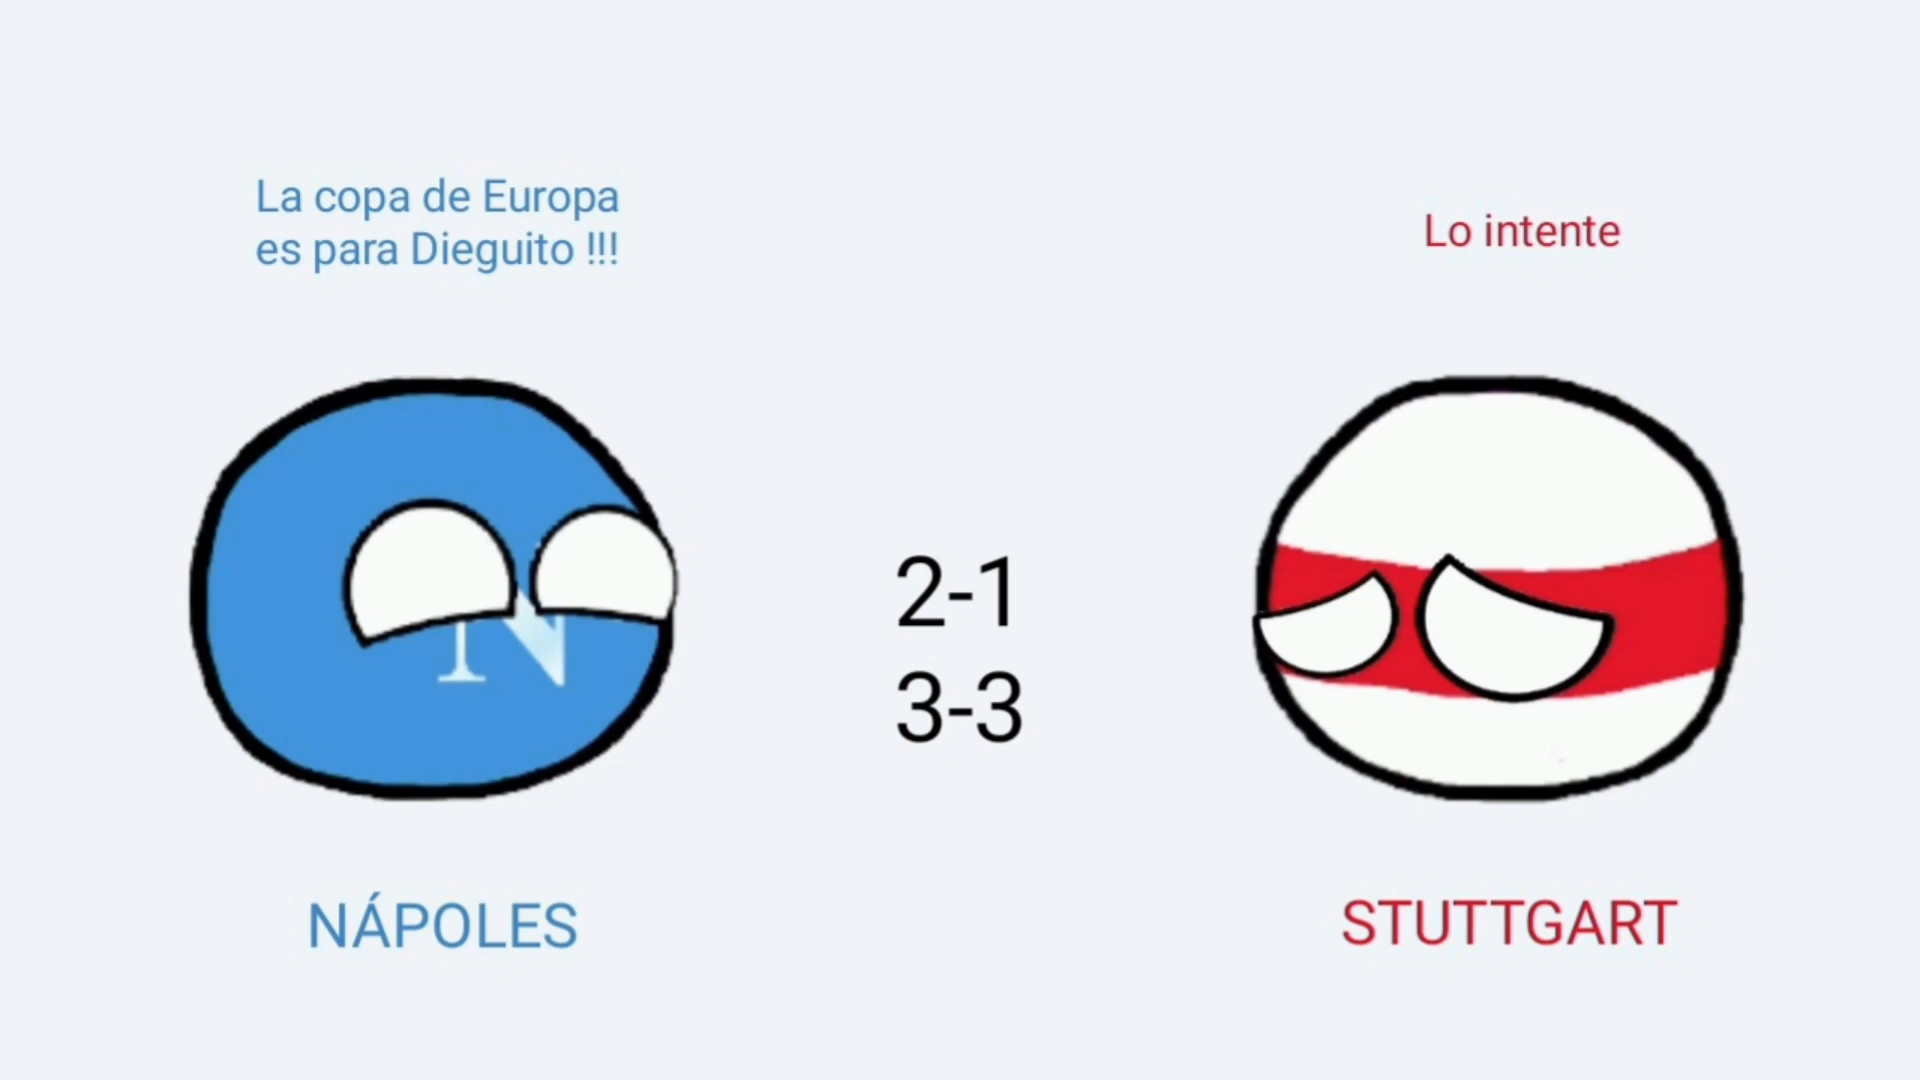 La copa de Europa
es para Dieguito !!!
Lo intente
N
2-1
3-3
NÁPOLES
STUTTGART